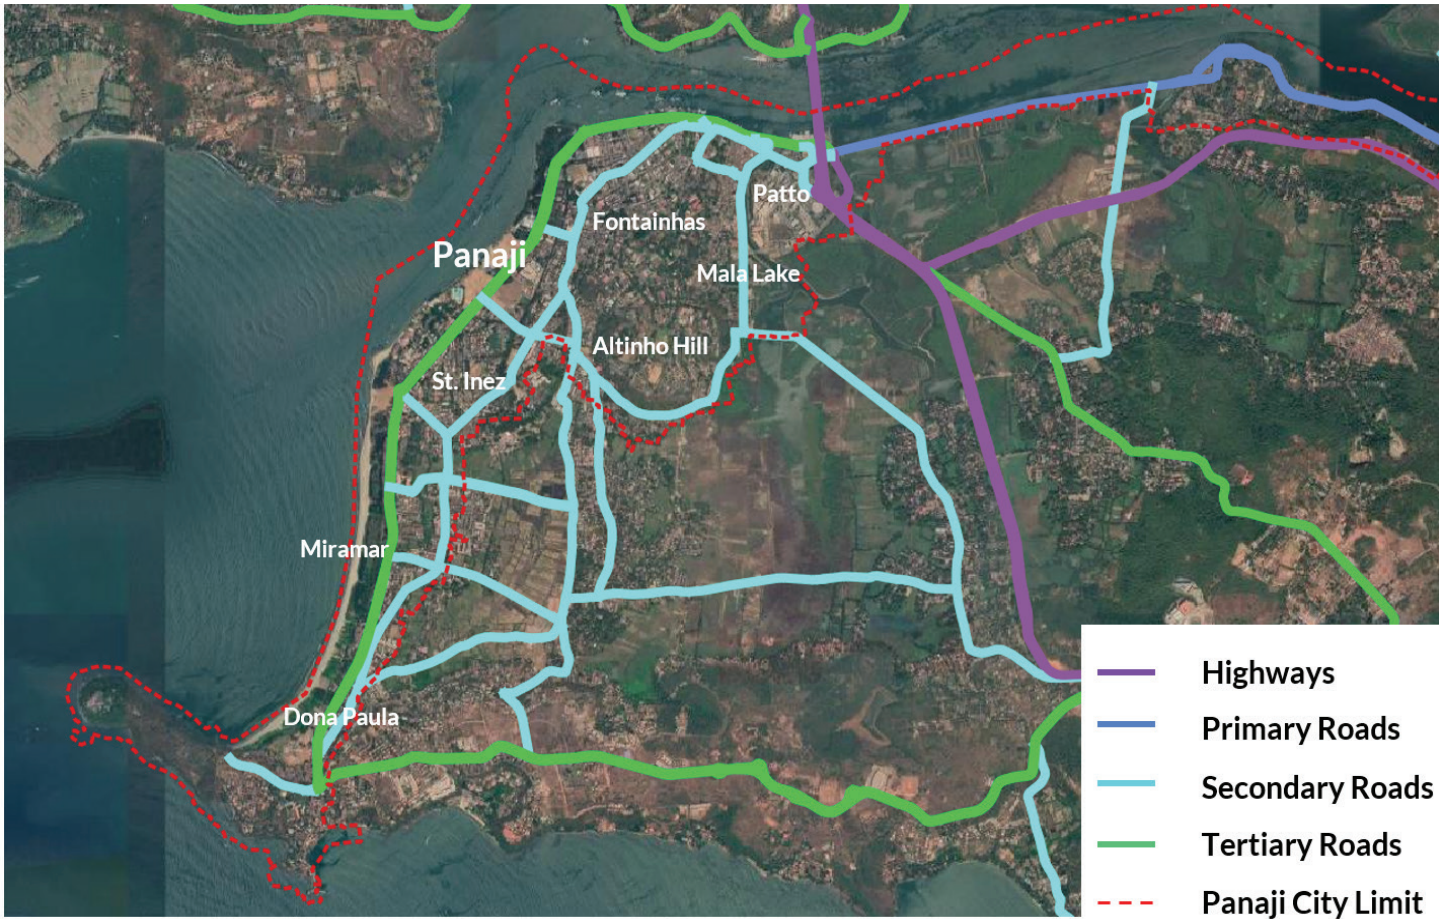 Patto
Fontainhas
Panaji
Mala Lake
Altinho Hill
St. Inez
Miramar
Dona Paula
Highways
Primary Roads
Secondary Roads
Tertiary Roads
Panaji City Limit